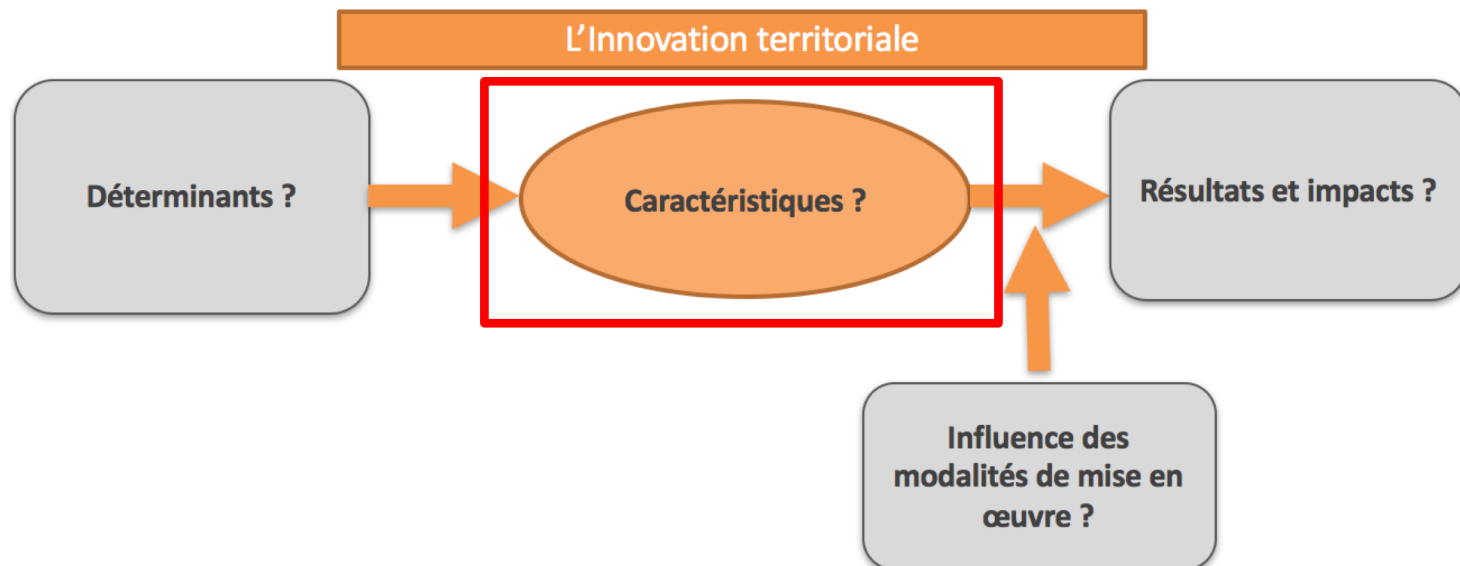 L'Innovation territoriale
Déterminants ?
Caractéristiques ?
Résultats et impacts ?
Influence des
modalités de mise en
œuvre ?